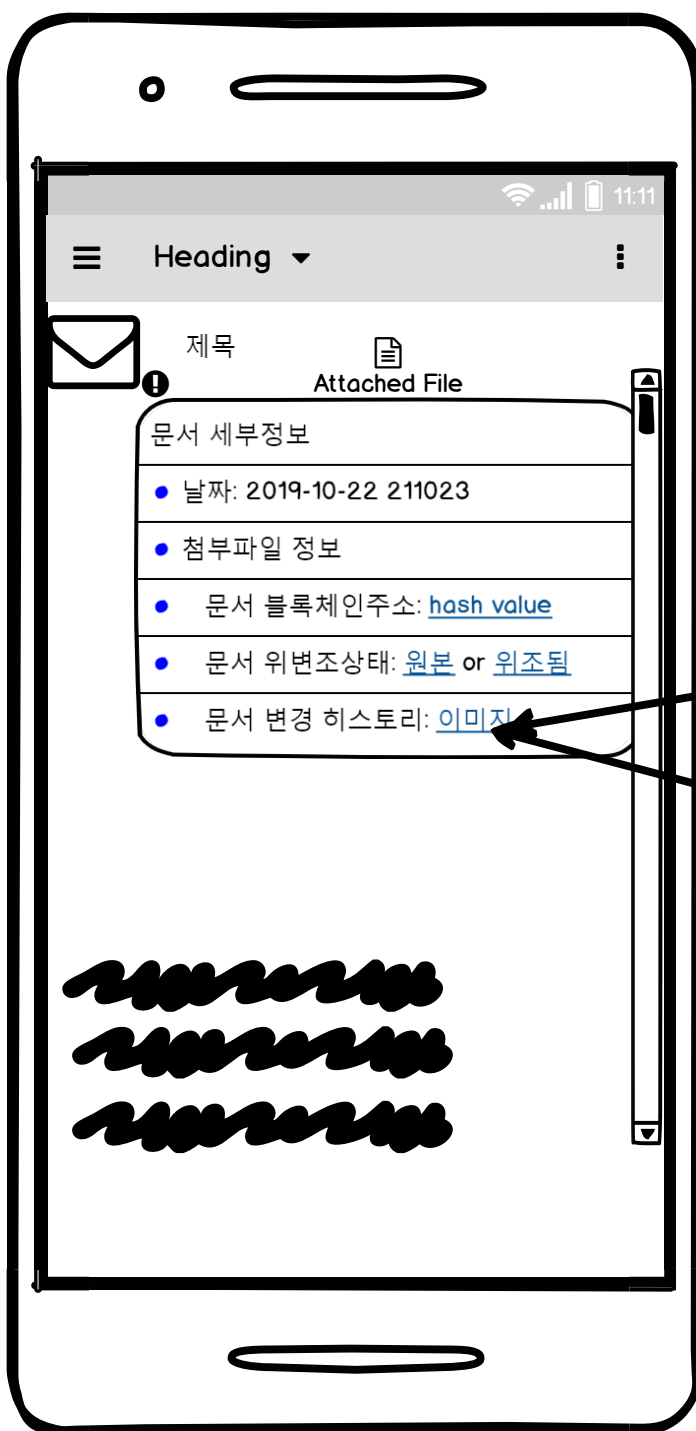 11:11
Heading
제목
Attached File
문서 세부정보
날짜: 2019-10-22 211023
첨부파일 정보
문서 블록체인주소: hash value
문서 위변조상태: 원본 or 위조됨
문서 변경 히스토리: 이미지